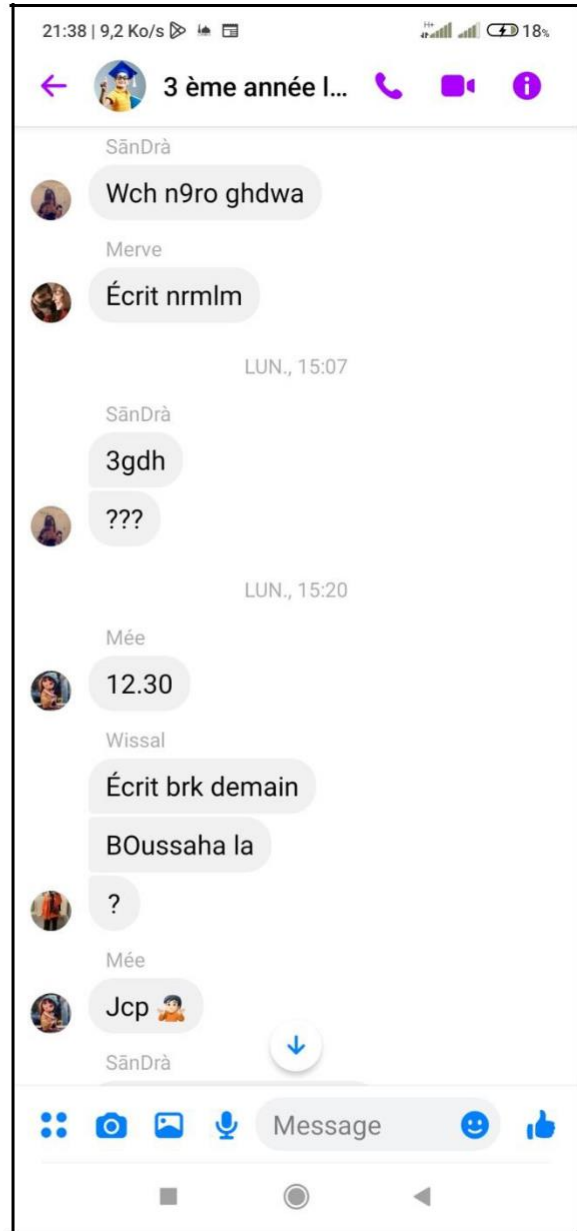 21:38 | 9,2 Ko/s
H+
18%
3 ème année l...
SānDrà
Wch n9ro ghdwa
Merve
Écrit nrmlm
LUN., 15:07
SānDrà
3gdh
???
LUN., 15:20
Mée
12.30
Wissal
Écrit brk demain
BOussaha la
?
Mée
Jcp 🤷🏻
SānDrà
Message